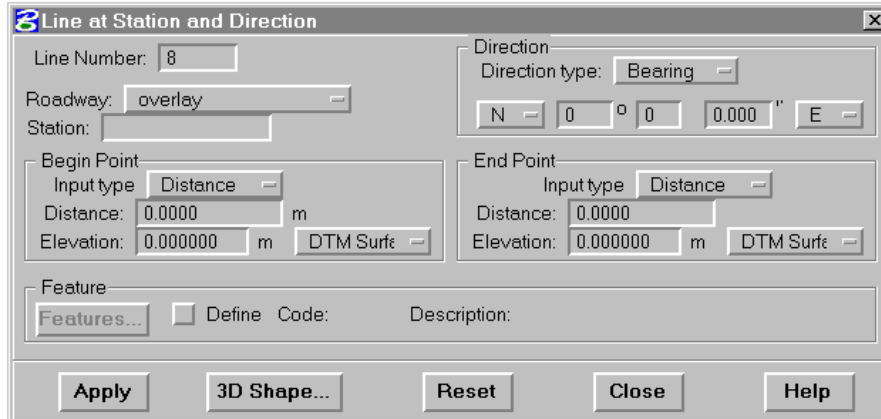 Line at Station and Direction
Line Number: 8
Roadway: overlay
Station:
Direction
Direction type: Bearing
N 0 o 0 0.000 " E
Begin Point
Input type Distance
Distance: 0.0000 m
Elevation: 0.000000 m DTM Surfa
End Point
Input type Distance
Distance: 0.0000
Elevation: 0.000000 m DTM Surfa
Feature
Features... Define Code: Description:
Apply 3D Shape... Reset Close Help